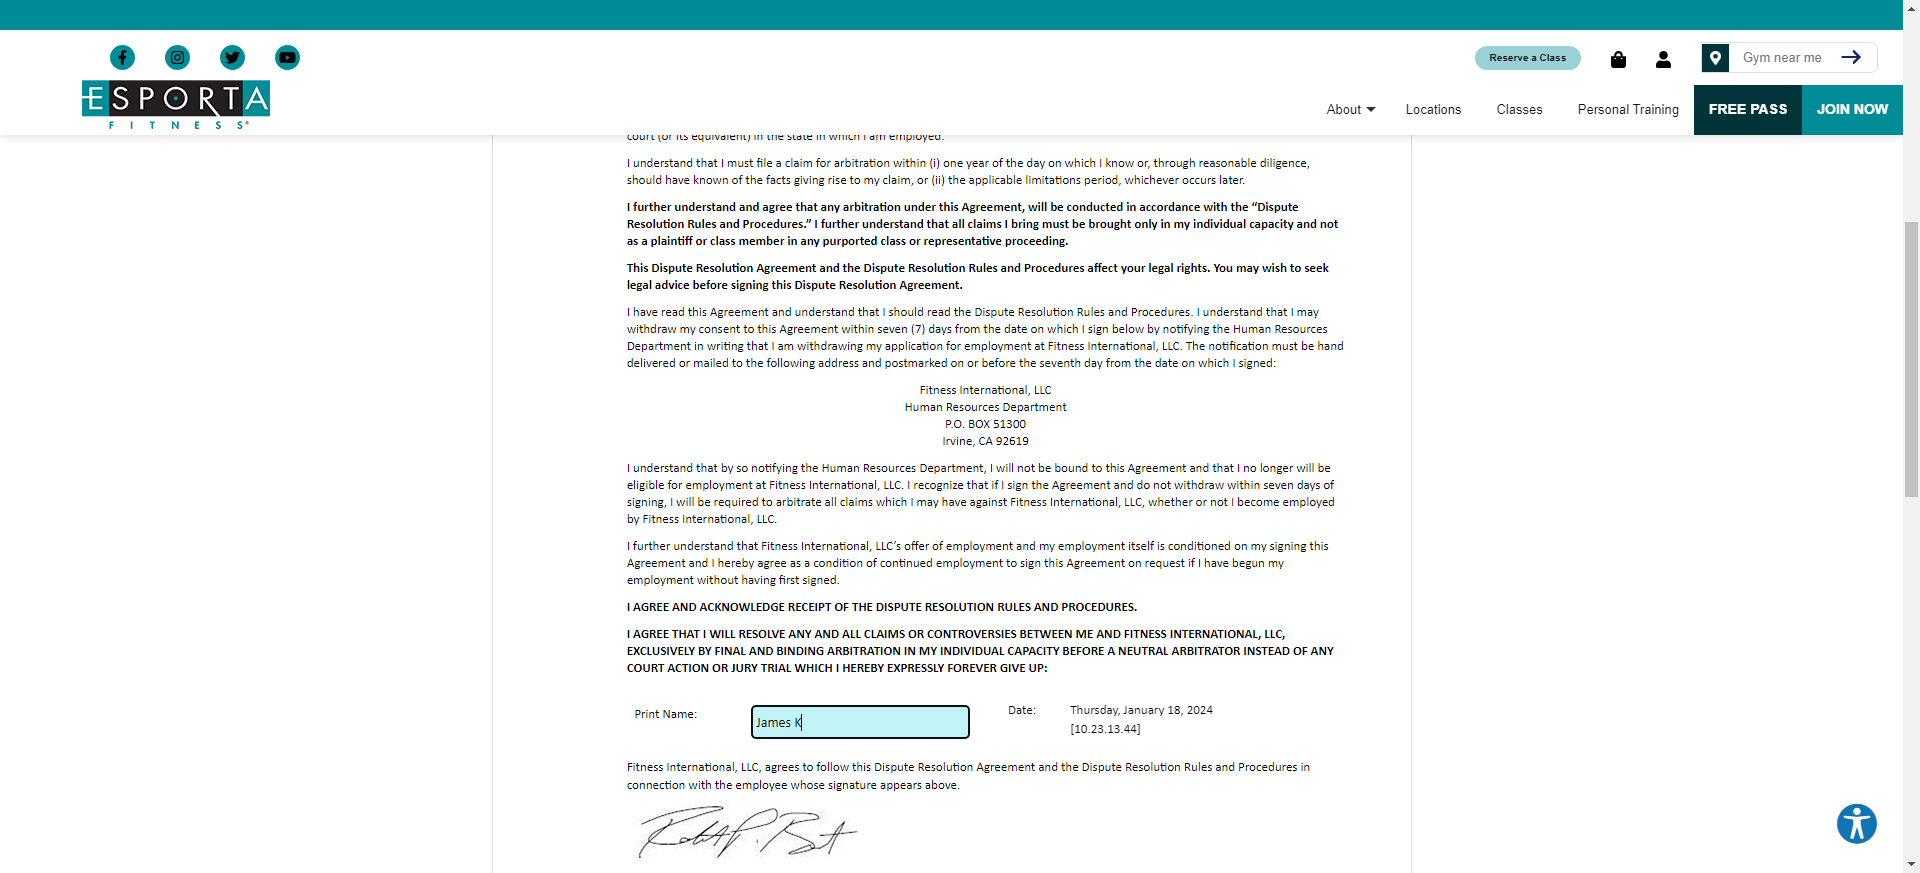 Reserve a Class
Gym near me
ESPORTA
FITNESS
About
Locations
Classes
Personal Training
FREE PASS
JOIN NOW
court (or its equivalent) in the state in which I am employed.
I understand that I must file a claim for arbitration within (i) one year of the day on which I know or, through reasonable diligence,
should have known of the facts giving rise to my claim, or (ii) the applicable limitations period, whichever occurs later.
I further understand and agree that any arbitration under this Agreement, will be conducted in accordance with the “Dispute
Resolution Rules and Procedures.” I further understand that all claims I bring must be brought only in my individual capacity and not
as a plaintiff or class member in any purported class or representative proceeding.
This Dispute Resolution Agreement and the Dispute Resolution Rules and Procedures affect your legal rights. You may wish to seek
legal advice before signing this Dispute Resolution Agreement.
I have read this Agreement and understand that I should read the Dispute Resolution Rules and Procedures. I understand that I may
withdraw my consent to this Agreement within seven (7) days from the date on which I sign below by notifying the Human Resources
Department in writing that I am withdrawing my application for employment at Fitness International, LLC. The notification must be hand
delivered or mailed to the following address and postmarked on or before the seventh day from the date on which I signed:
Fitness International, LLC
Human Resources Department
P.O. BOX 51300
Irvine, CA 92619
I understand that by so notifying the Human Resources Department, I will not be bound to this Agreement and that I no longer will be
eligible for employment at Fitness International, LLC. I recognize that if I sign the Agreement and do not withdraw within seven days of
signing, I will be required to arbitrate all claims which I may have against Fitness International, LLC, whether or not I become employed
by Fitness International, LLC.
I further understand that Fitness International, LLC’s offer of employment and my employment itself is conditioned on my signing this
Agreement and I hereby agree as a condition of continued employment to sign this Agreement on request if I have begun my
employment without having first signed.
I AGREE AND ACKNOWLEDGE RECEIPT OF THE DISPUTE RESOLUTION RULES AND PROCEDURES.
I AGREE THAT I WILL RESOLVE ANY AND ALL CLAIMS OR CONTROVERSIES BETWEEN ME AND FITNESS INTERNATIONAL, LLC,
EXCLUSIVELY BY FINAL AND BINDING ARBITRATION IN MY INDIVIDUAL CAPACITY BEFORE A NEUTRAL ARBITRATOR INSTEAD OF ANY
COURT ACTION OR JURY TRIAL WHICH I HEREBY EXPRESSLY FOREVER GIVE UP:
Print Name:
James K
Date:
Thursday, January 18, 2024
[10.23.13.44]
Fitness International, LLC, agrees to follow this Dispute Resolution Agreement and the Dispute Resolution Rules and Procedures in
connection with the employee whose signature appears above.